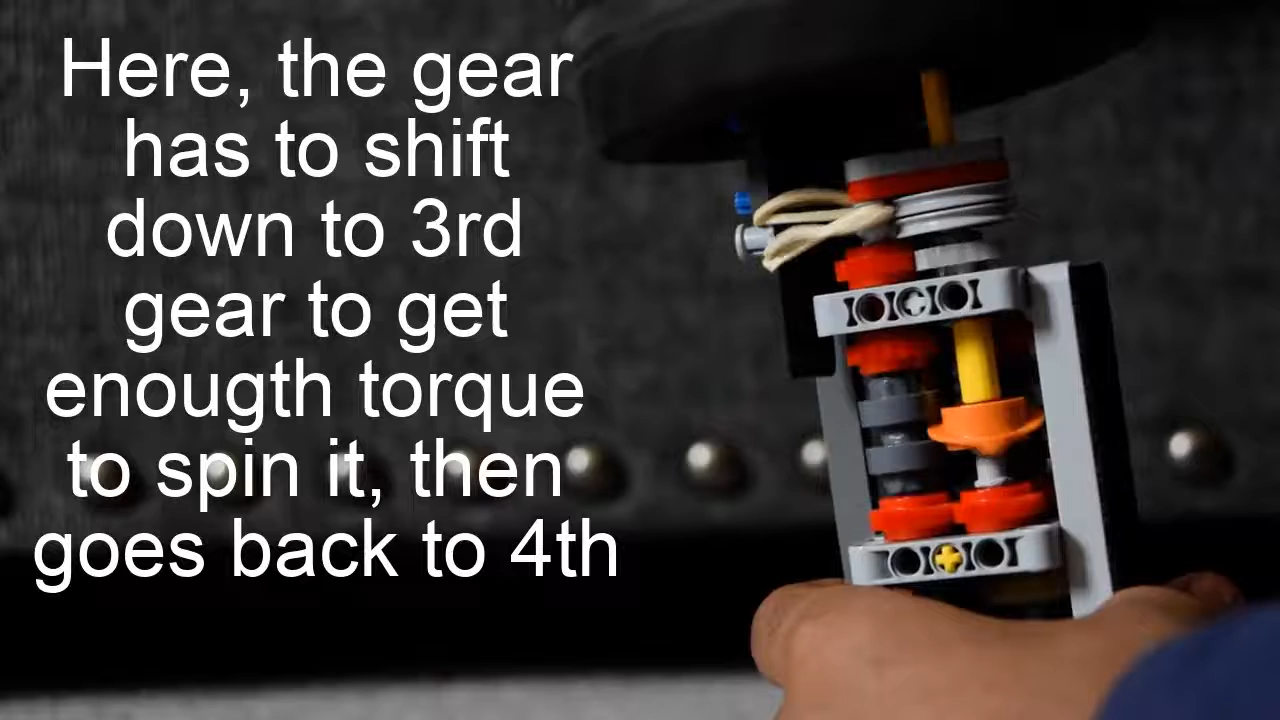 Here, the gear
has to shift
down to 3rd
gear to get
enougth torque
to spin it, then
goes back to 4th